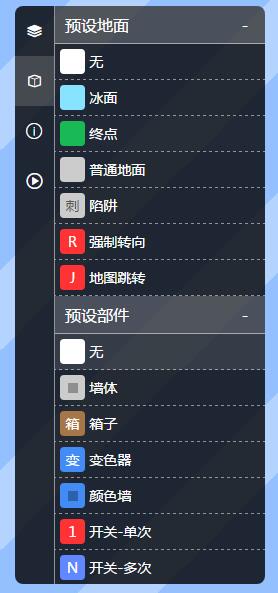 预设地面 -
无
冰面
终点
普通地面
刺 陷阱
R 强制转向
J 地图跳转
预设部件 -
无
墙体
箱 箱子
变 变色器
颜色墙
1 开关-单次
N 开关-多次